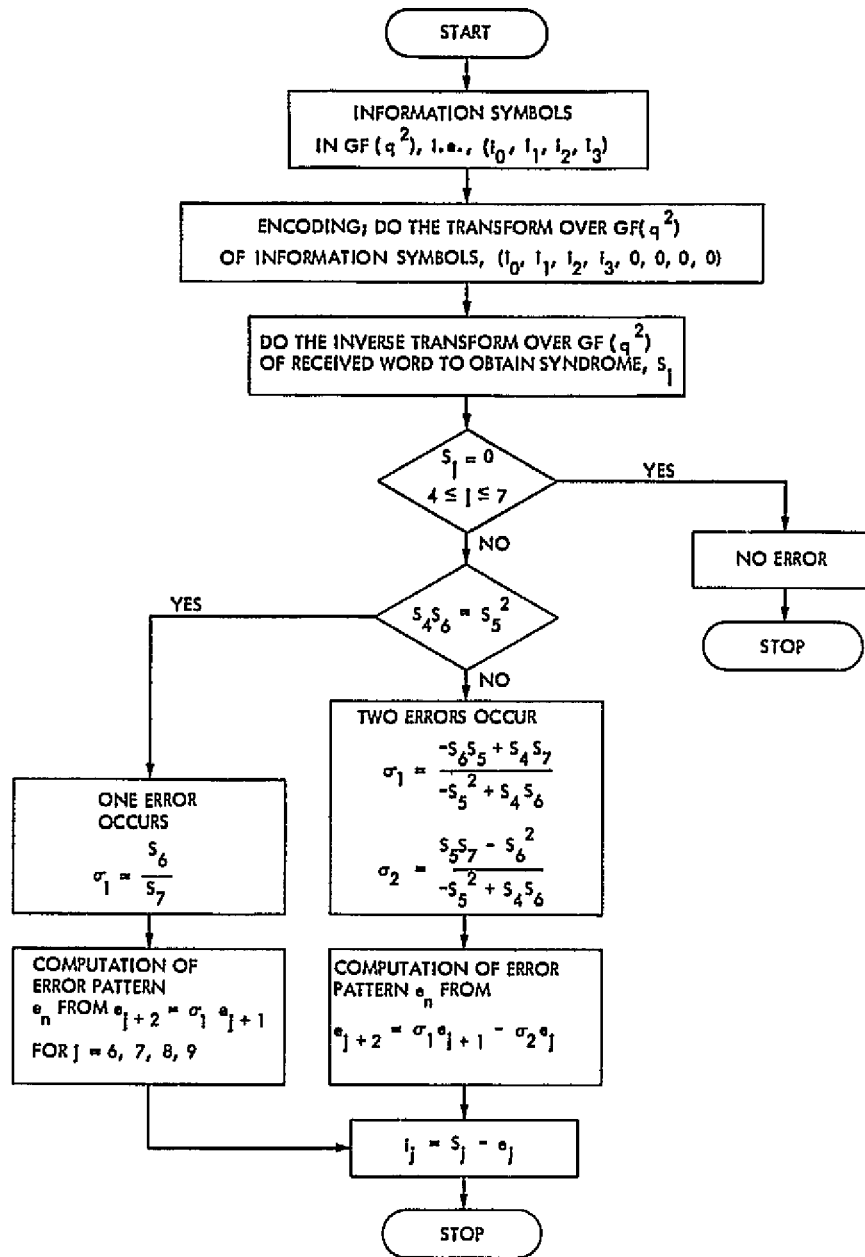 START
INFORMATION SYMBOLS
IN GF(q²), i.e., (i₀, i₁, i₂, i₃)
ENCODING; DO THE TRANSFORM OVER GF(q²)
OF INFORMATION SYMBOLS, (i₀, i₁, i₂, i₃, 0, 0, 0, 0)
DO THE INVERSE TRANSFORM OVER GF (q²)
OF RECEIVED WORD TO OBTAIN SYNDROME, Sⱼ
Sⱼ = 0
4 ≤ j ≤ 7
YES
NO
NO ERROR
STOP
S₄S₆ = S₅²
YES
NO
TWO ERRORS OCCUR
σ₁ = (-S₆S₅ + S₄S₇) / (-S₅² + S₄S₆)
σ₂ = (S₅S₇ - S₆²) / (-S₅² + S₄S₆)
ONE ERROR
OCCURS
σ₁ = S₆ / S₇
COMPUTATION OF
ERROR PATTERN
eₙ FROM eⱼ₊₂ = σ₁ eⱼ₊₁
FOR j = 6, 7, 8, 9
COMPUTATION OF ERROR
PATTERN eₙ FROM
eⱼ₊₂ = σ₁eⱼ₊₁ - σ₂eⱼ
iⱼ = Sⱼ - eⱼ
STOP